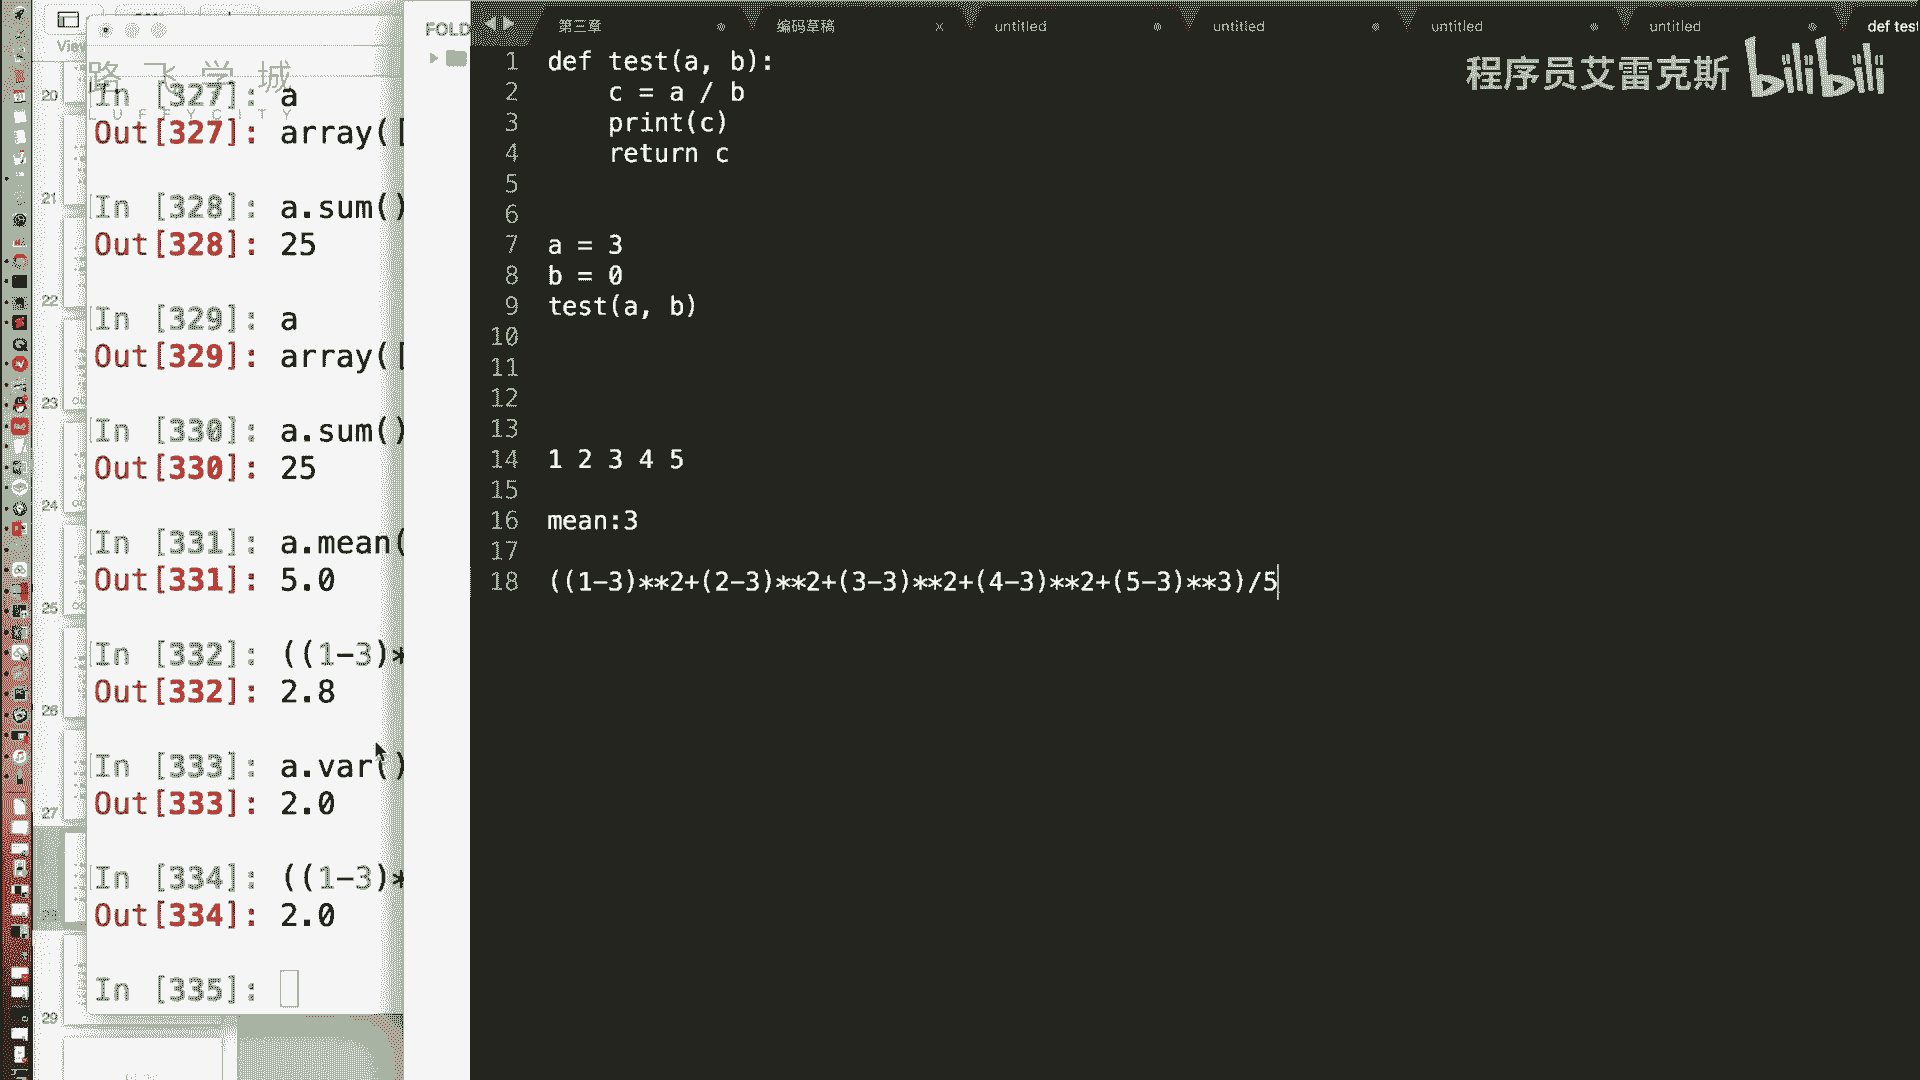 View
FOLD
第三章
编码草稿
untitled
untitled
untitled
untitled
def test
路飞学城
LUFFYCITY
程序员艾雷克斯
bilibili
20
21
22
23
24
25
26
27
28
29
In [327]: a
Out[327]: array([
In [328]: a.sum()
Out[328]: 25
In [329]: a
Out[329]: array([
In [330]: a.sum()
Out[330]: 25
In [331]: a.mean(
Out[331]: 5.0
In [332]: ((1-3)*
Out[332]: 2.8
In [333]: a.var()
Out[333]: 2.0
In [334]: ((1-3)*
Out[334]: 2.0
In [335]:
1 def test(a, b):
2 c = a / b
3 print(c)
4 return c
5
6
7 a = 3
8 b = 0
9 test(a, b)
10
11
12
13
14 1 2 3 4 5
15
16 mean:3
17
18 ((1-3)**2+(2-3)**2+(3-3)**2+(4-3)**2+(5-3)**3)/5